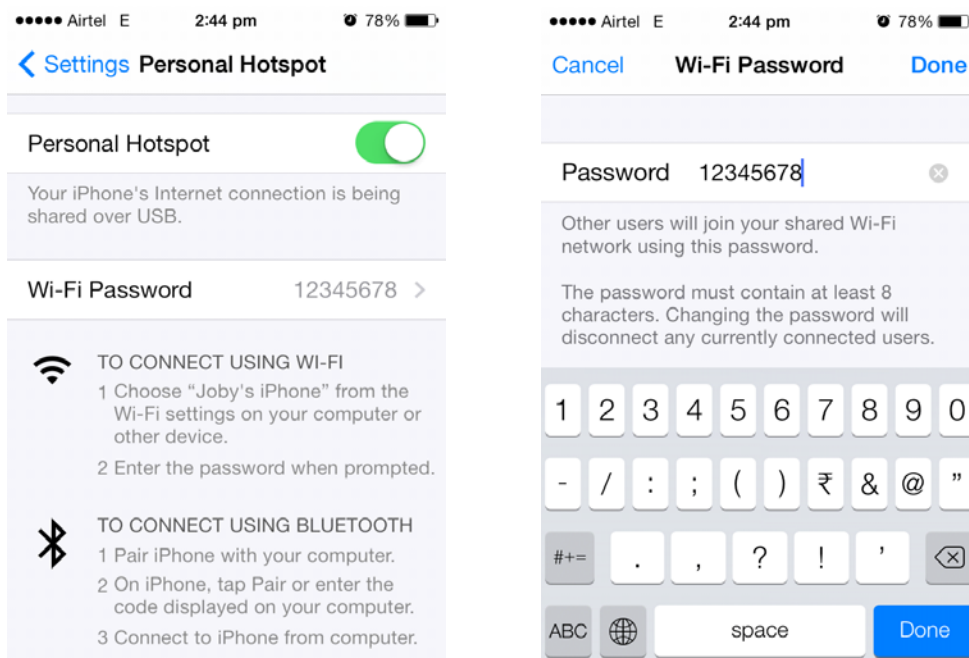 ●●●●● Airtel E 2:44 pm 78%
Settings Personal Hotspot
Personal Hotspot
Your iPhone's Internet connection is being
shared over USB.
Wi-Fi Password 12345678 >
TO CONNECT USING WI-FI
1 Choose “Joby's iPhone” from the
Wi-Fi settings on your computer or
other device.
2 Enter the password when prompted.
TO CONNECT USING BLUETOOTH
1 Pair iPhone with your computer.
2 On iPhone, tap Pair or enter the
code displayed on your computer.
3 Connect to iPhone from computer.
●●●●● Airtel E 2:44 pm 78%
Cancel Wi-Fi Password Done
Password 12345678
Other users will join your shared Wi-Fi
network using this password.
The password must contain at least 8
characters. Changing the password will
disconnect any currently connected users.
1 2 3 4 5 6 7 8 9 0
- / : ; ( ) ₹ & @ ”
#+= . , ? ! ’
ABC space Done